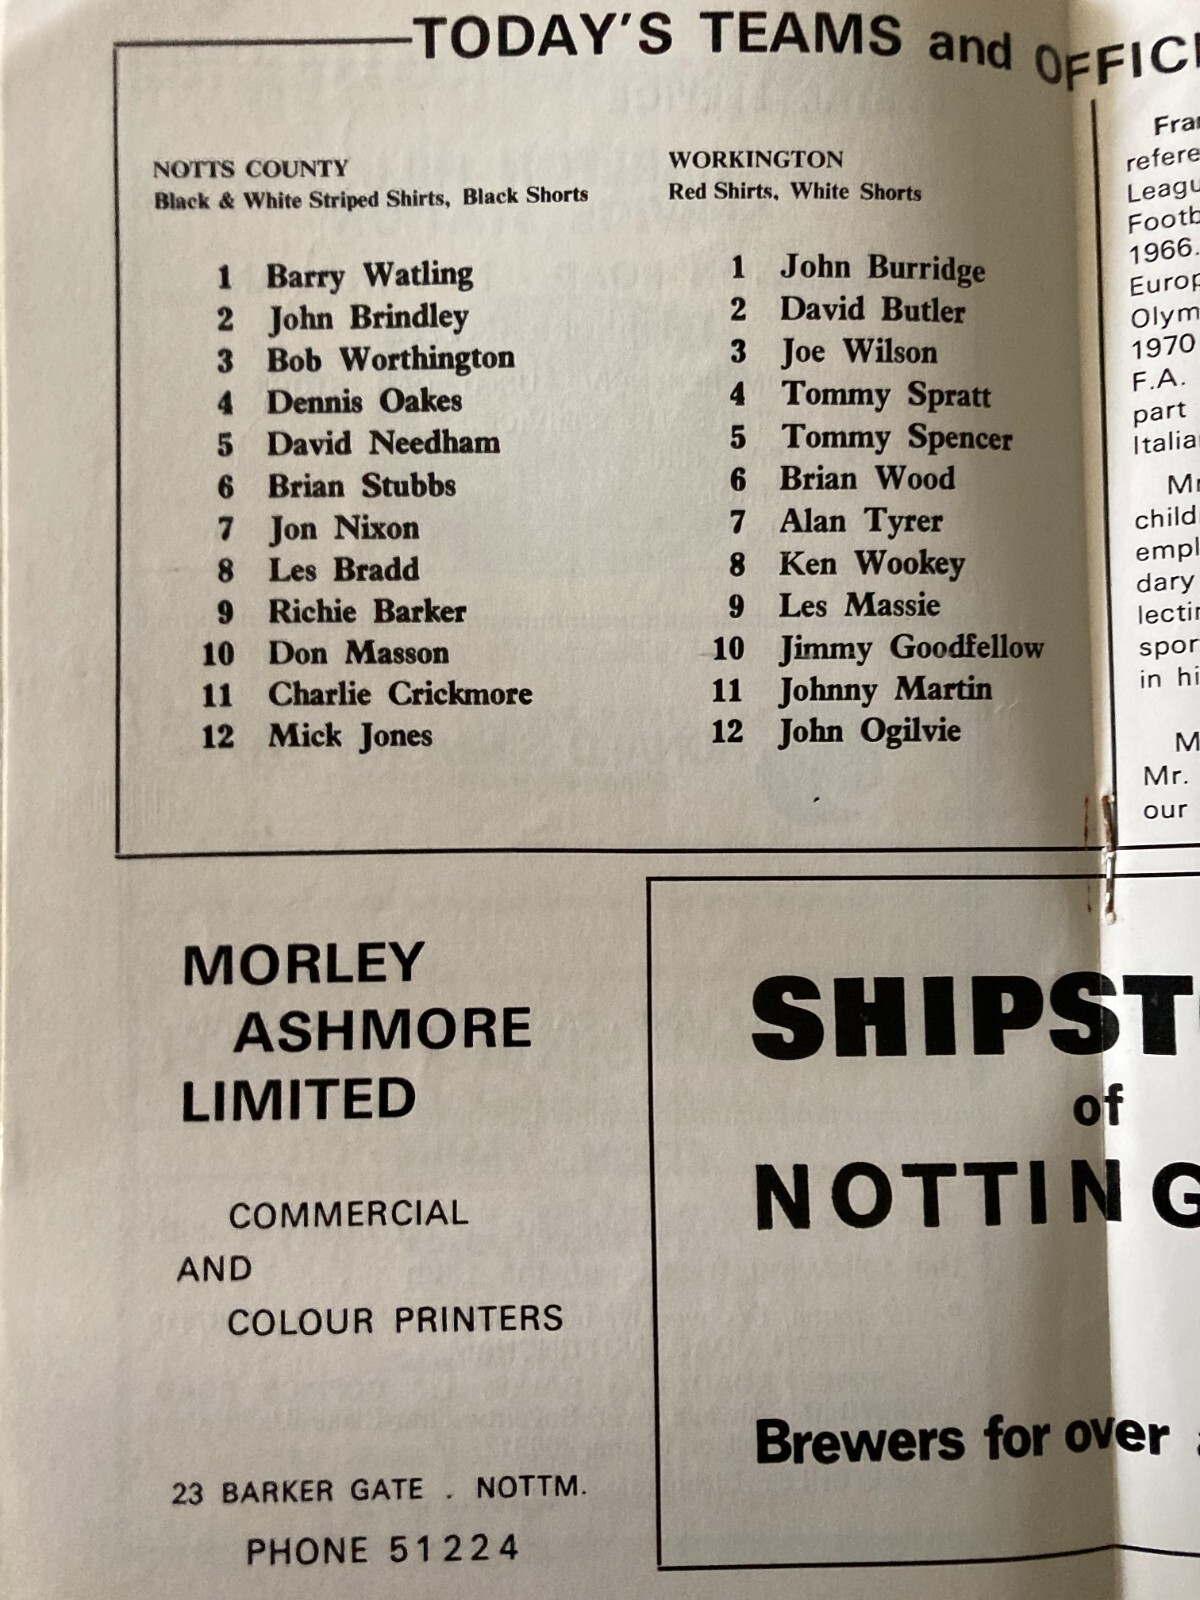 TODAY'S TEAMS and OFFICI
NOTTS COUNTY
Black & White Striped Shirts, Black Shorts
1 Barry Watling
2 John Brindley
3 Bob Worthington
4 Dennis Oakes
5 David Needham
6 Brian Stubbs
7 Jon Nixon
8 Les Bradd
9 Richie Barker
10 Don Masson
11 Charlie Crickmore
12 Mick Jones
WORKINGTON
Red Shirts, White Shorts
1 John Burridge
2 David Butler
3 Joe Wilson
4 Tommy Spratt
5 Tommy Spencer
6 Brian Wood
7 Alan Tyrer
8 Ken Wookey
9 Les Massie
10 Jimmy Goodfellow
11 Johnny Martin
12 John Ogilvie
Fra
refere
Leagu
Footb
1966.
Europ
Olym
1970
F.A.
part
Italia
Mr
child
empl
dary
lecti
spor
in hi
M
Mr.
our
MORLEY
ASHMORE
LIMITED
COMMERCIAL
AND
COLOUR PRINTERS
23 BARKER GATE . NOTTM.
PHONE 51224
SHIPST
of
NOTTING
Brewers for over